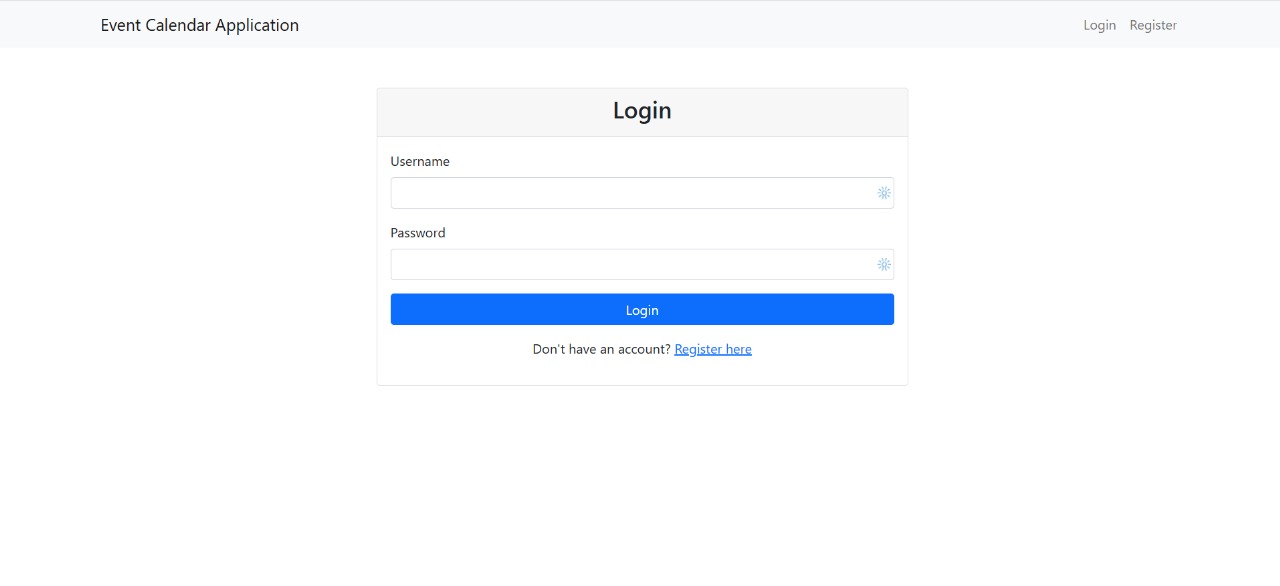 Event Calendar Application
Login Register
Login
Username
Password
Login
Don't have an account? Register here